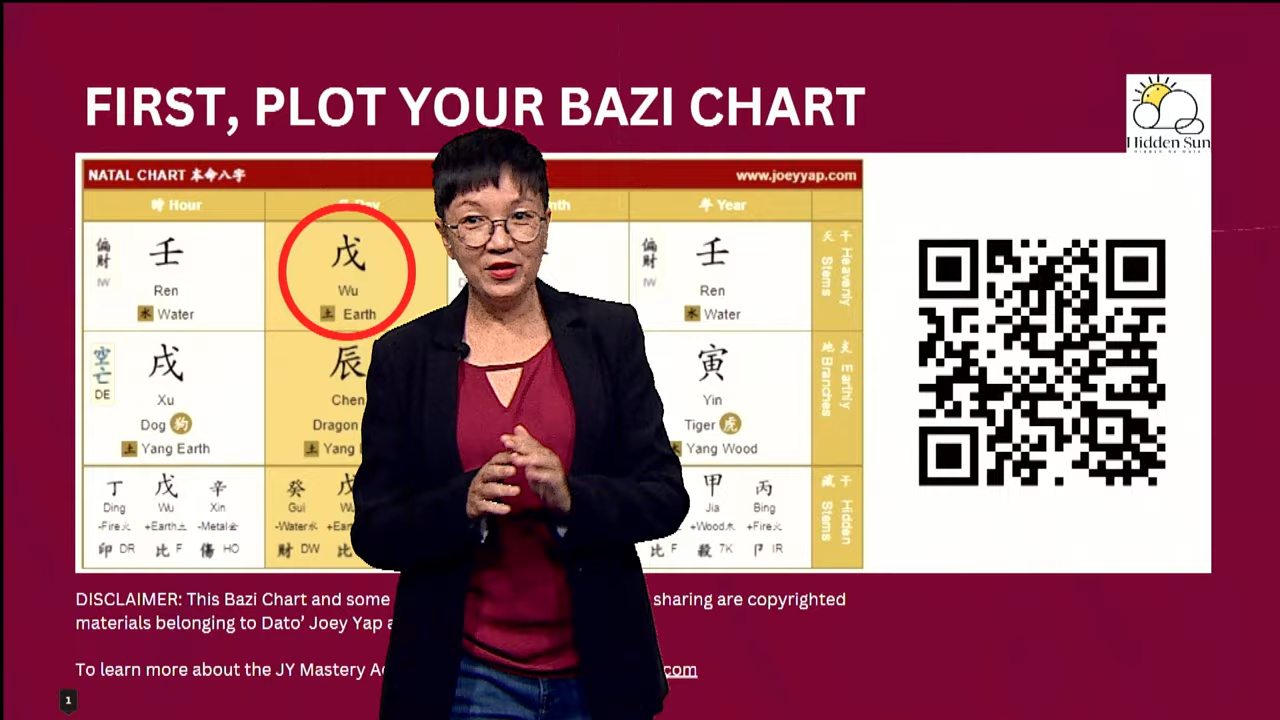 FIRST, PLOT YOUR BAZI CHART
Hidden Sun
NATAL CHART 本命八字 www.joeyyap.com
時 Hour Day 年 Year
偏財 IW 壬 戊 偏財 IW 壬 天干 Heavenly Stems
Ren Wu Ren
水 Water 土 Earth 水 Water
空亡 DE 戌 辰 寅 地支 Earthly Branches
Xu Chen Yin
Dog 狗 Dragon Tiger 虎
土 Yang Earth 土 Yang Wood
丁 戊 辛 癸 甲 丙 藏干 Hidden Stems
Ding Wu Xin Gui Jia Bing
-Fire火 +Earth土 -Metal金 -Water水 +Wood木 +Fire火
印 DR 比 F 傷 HO 財 DW 比 比 F 殺 7K 卩 IR
DISCLAIMER: This Bazi Chart and some sharing are copyrighted
materials belonging to Dato' Joey Yap
To learn more about the JY Mastery com
1